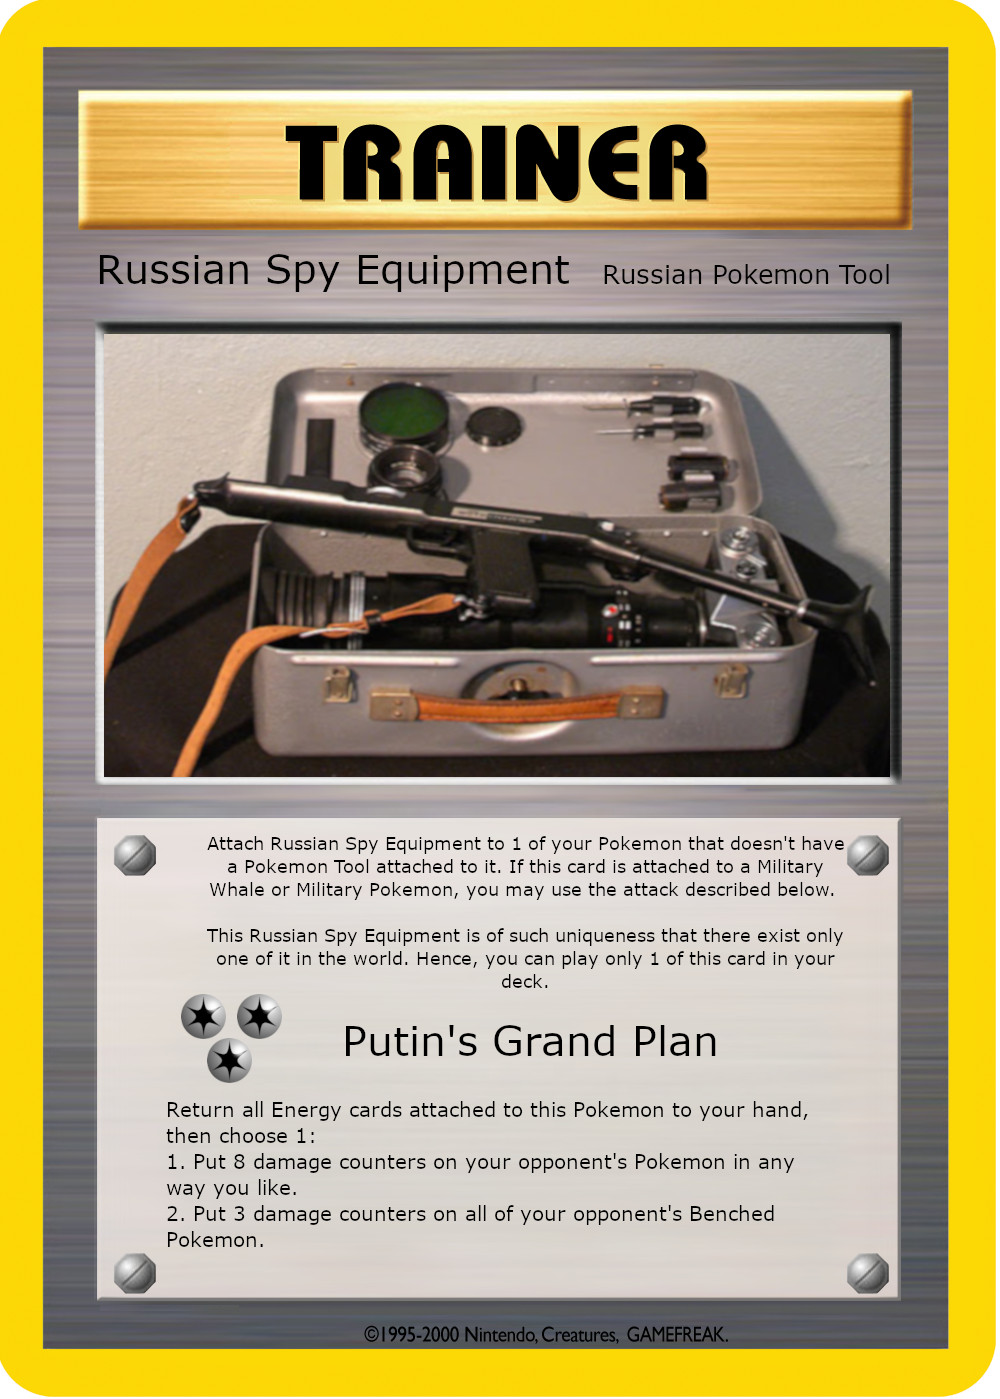 TRAINER
Russian Spy Equipment Russian Pokemon Tool
Attach Russian Spy Equipment to 1 of your Pokemon that doesn't have
a Pokemon Tool attached to it. If this card is attached to a Military
Whale or Military Pokemon, you may use the attack described below.
This Russian Spy Equipment is of such uniqueness that there exist only
one of it in the world. Hence, you can play only 1 of this card in your
deck.
Putin's Grand Plan
Return all Energy cards attached to this Pokemon to your hand,
then choose 1:
1. Put 8 damage counters on your opponent's Pokemon in any
way you like.
2. Put 3 damage counters on all of your opponent's Benched
Pokemon.
©1995-2000 Nintendo, Creatures, GAMEFREAK.